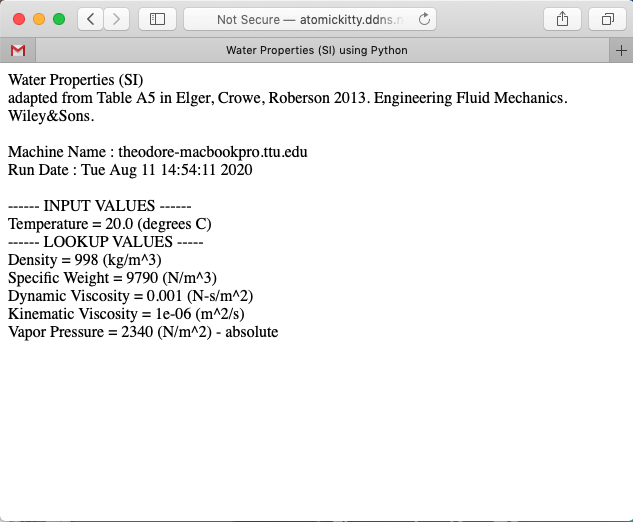 Not Secure — atomickitty.ddns.n
Water Properties (SI) using Python
Water Properties (SI)
adapted from Table A5 in Elger, Crowe, Roberson 2013. Engineering Fluid Mechanics.
Wiley&Sons.
Machine Name : theodore-macbookpro.ttu.edu
Run Date : Tue Aug 11 14:54:11 2020
------ INPUT VALUES ------
Temperature = 20.0 (degrees C)
------ LOOKUP VALUES -----
Density = 998 (kg/m^3)
Specific Weight = 9790 (N/m^3)
Dynamic Viscosity = 0.001 (N-s/m^2)
Kinematic Viscosity = 1e-06 (m^2/s)
Vapor Pressure = 2340 (N/m^2) - absolute